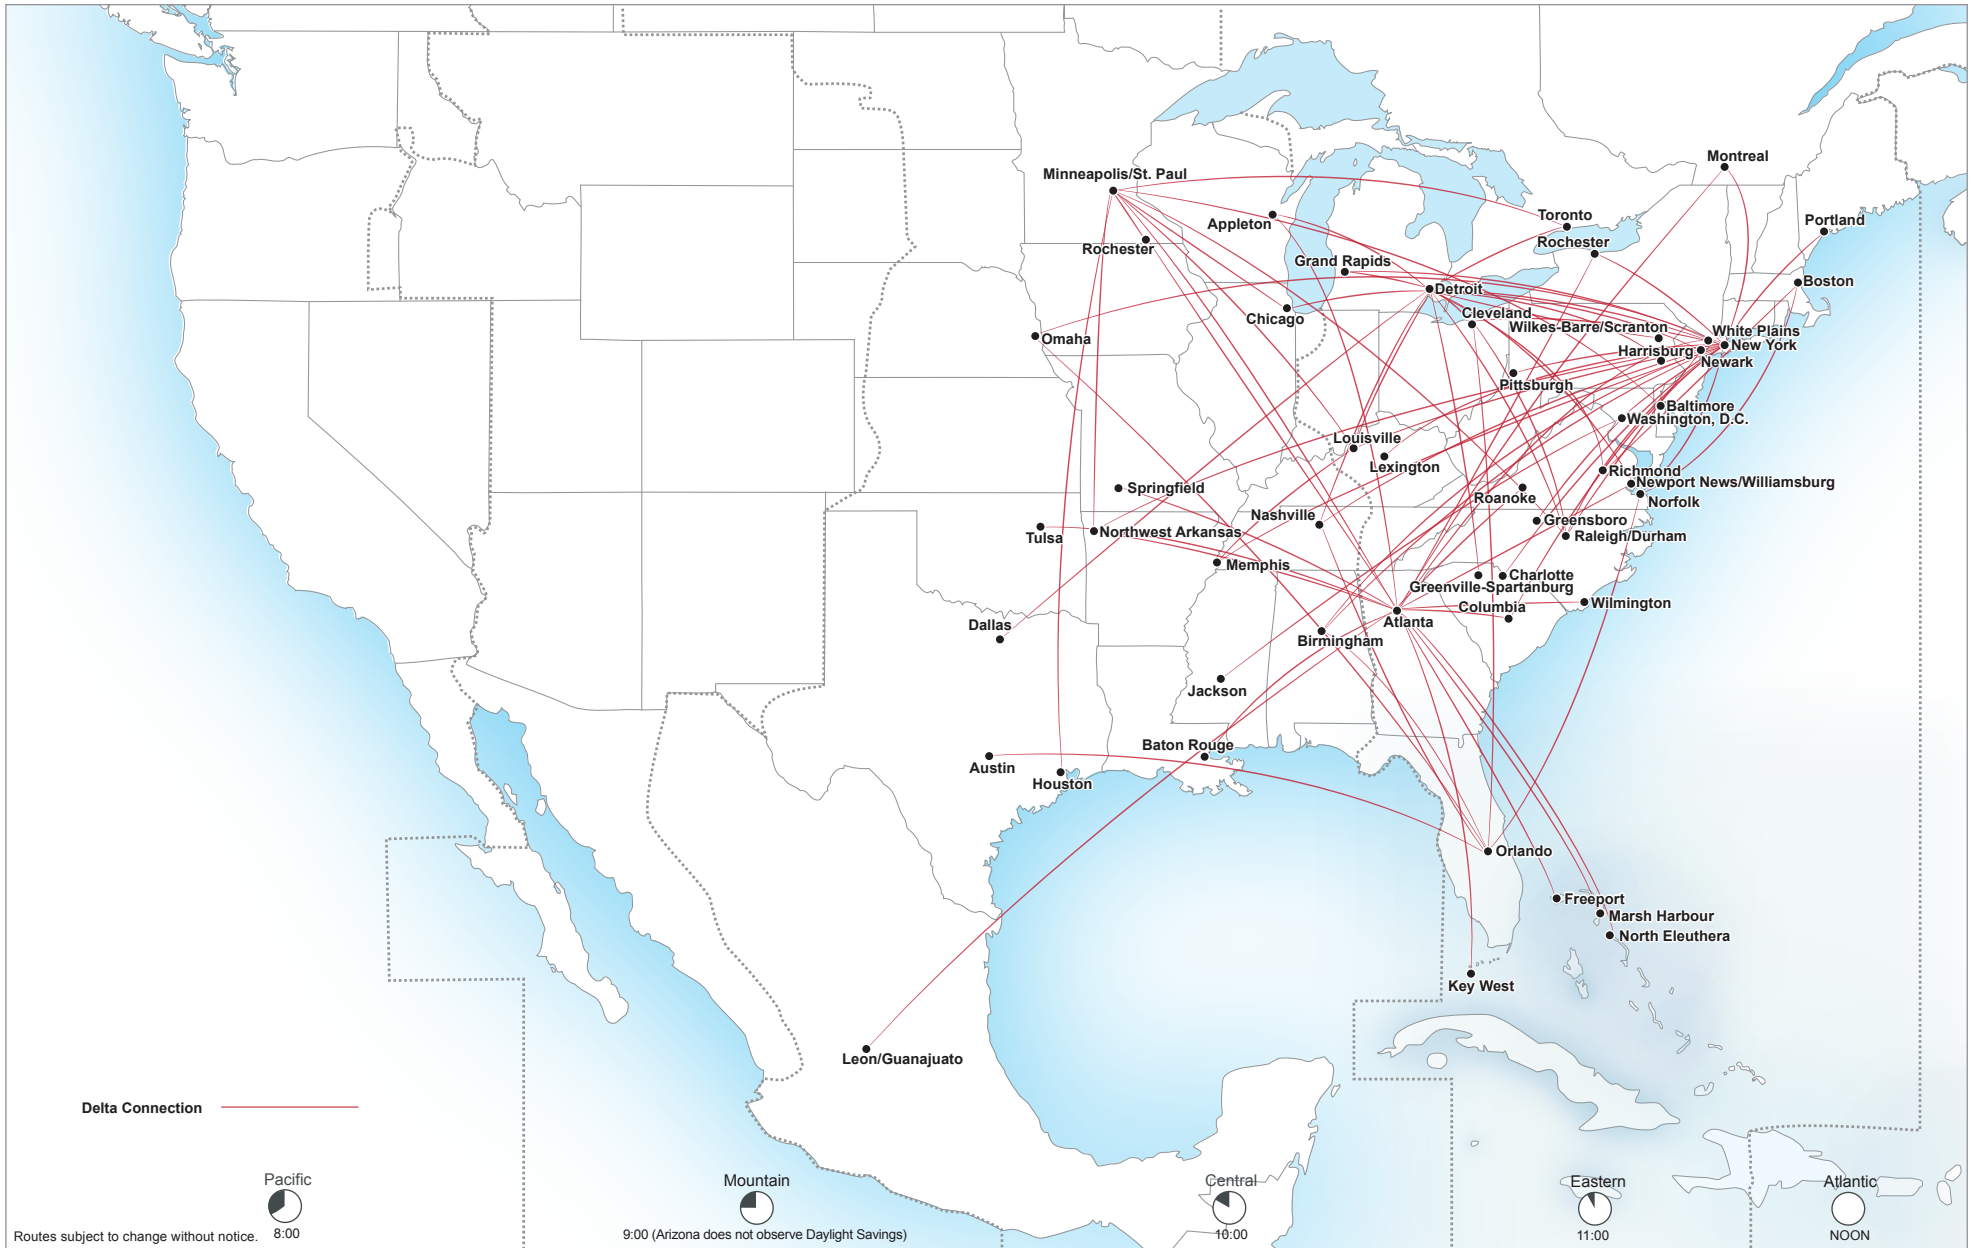 Montreal
Minneapolis/St. Paul
Toronto
Portland
Appleton
Rochester
Rochester
Grand Rapids
Boston
Detroit
Cleveland
Chicago
Wilkes-Barre/Scranton
White Plains
Omaha
New York
Harrisburg
Newark
Pittsburgh
Baltimore
Washington, D.C.
Louisville
Lexington
Richmond
Newport News/Williamsburg
Springfield
Roanoke
Norfolk
Nashville
Greensboro
Tulsa
Northwest Arkansas
Raleigh/Durham
Memphis
Charlotte
Greenville-Spartanburg
Wilmington
Columbia
Dallas
Atlanta
Birmingham
Jackson
Baton Rouge
Austin
Houston
Orlando
Freeport
Marsh Harbour
North Eleuthera
Key West
Leon/Guanajuato
Delta Connection
Pacific
Mountain
Central
Eastern
Atlantic
Routes subject to change without notice.
8:00
9:00 (Arizona does not observe Daylight Savings)
10:00
11:00
NOON